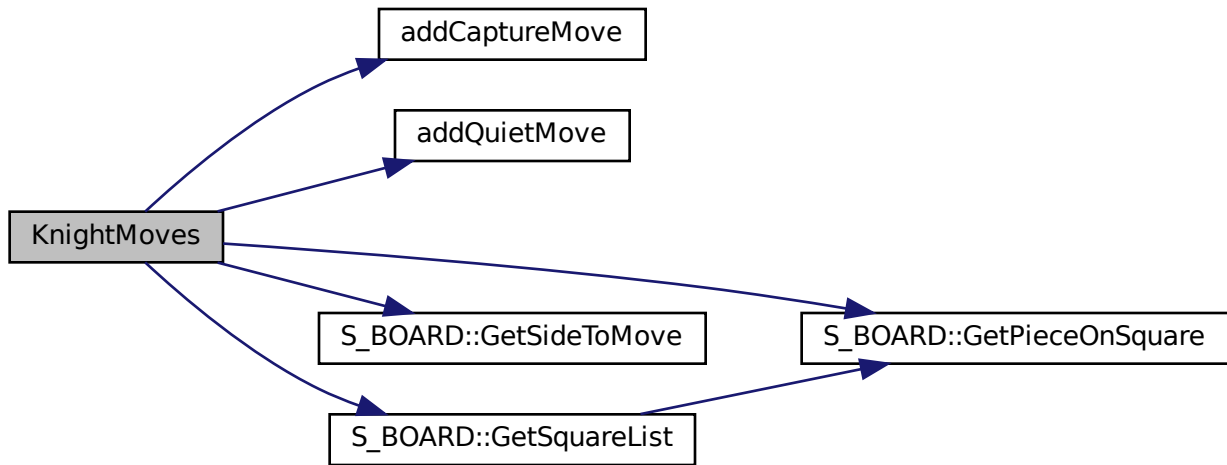 addCaptureMove
addQuietMove
KnightMoves
S_BOARD::GetSideToMove
S_BOARD::GetPieceOnSquare
S_BOARD::GetSquareList